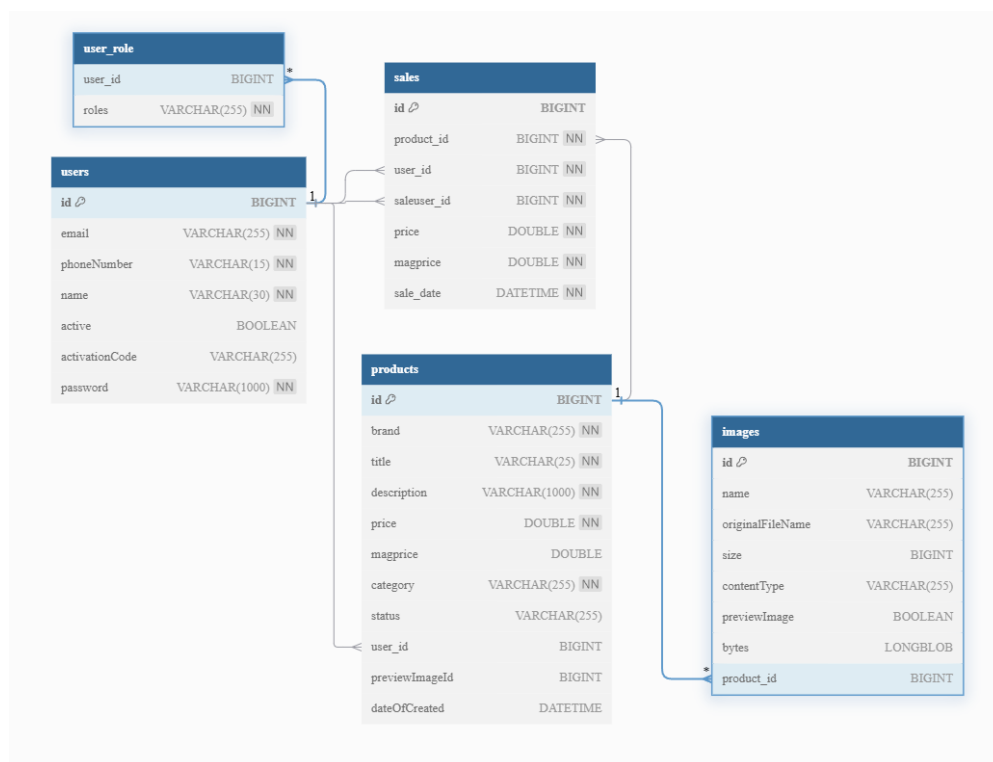 user_role
user_id BIGINT
roles VARCHAR(255) NN
*
users
id BIGINT
1
email VARCHAR(255) NN
phoneNumber VARCHAR(15) NN
name VARCHAR(30) NN
active BOOLEAN
activationCode VARCHAR(255)
password VARCHAR(1000) NN
sales
id BIGINT
product_id BIGINT NN
user_id BIGINT NN
saleuser_id BIGINT NN
price DOUBLE NN
magprice DOUBLE NN
sale_date DATETIME NN
products
id BIGINT
1
brand VARCHAR(255) NN
title VARCHAR(25) NN
description VARCHAR(1000) NN
price DOUBLE NN
magprice DOUBLE
category VARCHAR(255) NN
status VARCHAR(255)
user_id BIGINT
previewImageId BIGINT
dateOfCreated DATETIME
images
id BIGINT
name VARCHAR(255)
originalFileName VARCHAR(255)
size BIGINT
contentType VARCHAR(255)
previewImage BOOLEAN
bytes LONGBLOB
*
product_id BIGINT